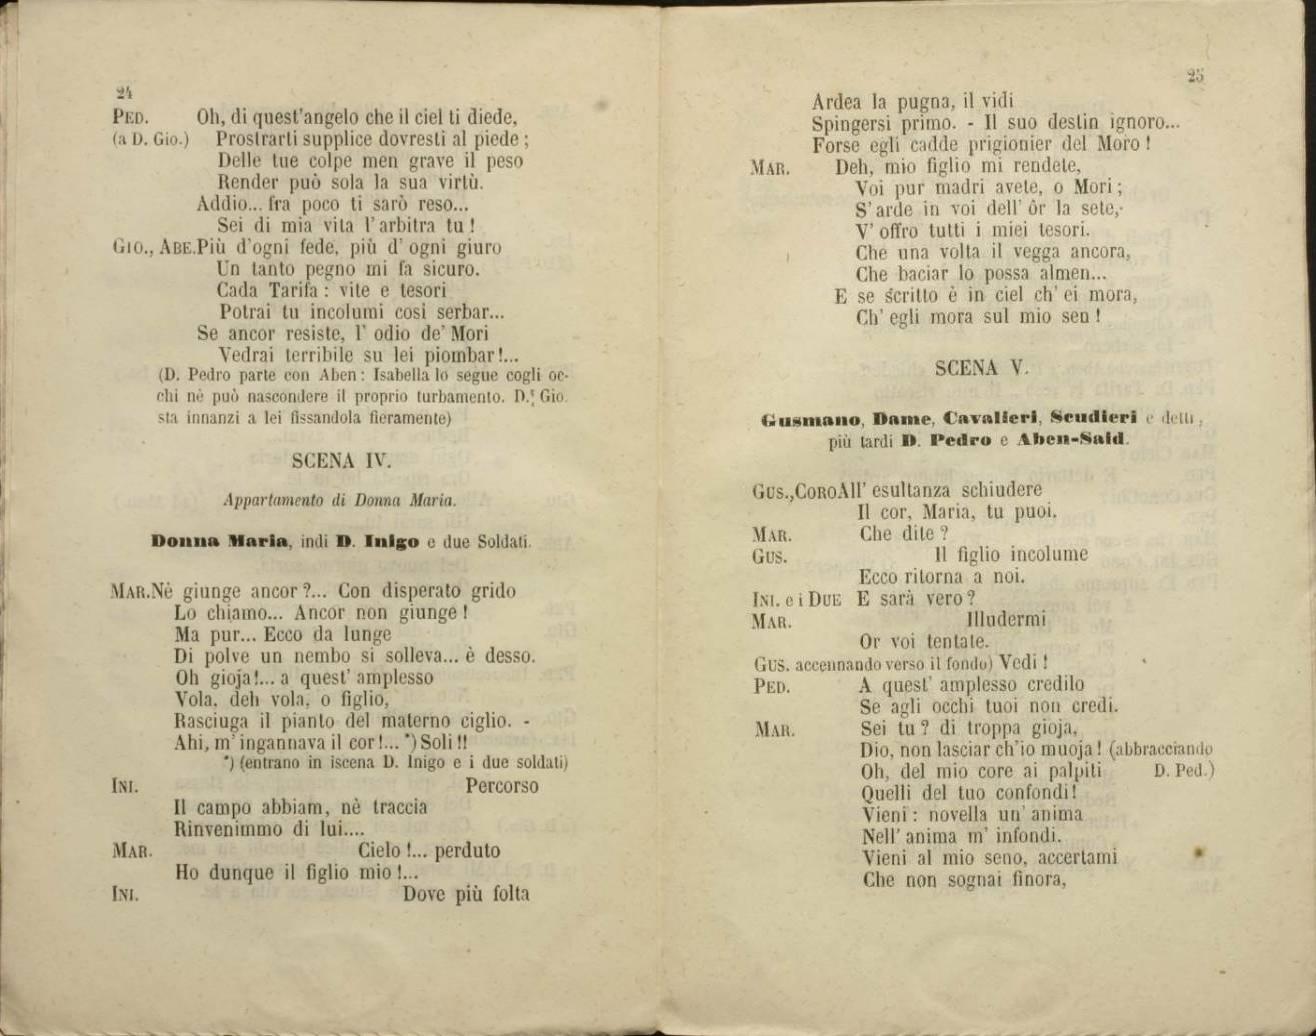 24
PED. Oh, di quest'angelo che il ciel ti diede,
(a D. Gio.) Prostrarti supplice dovresti al piede ;
Delle tue colpe men grave il peso
Render può sola la sua virtù.
Addio... fra poco ti sarò reso...
Sei di mia vita l'arbitra tu !
GIO., ABE. Più d'ogni fede, più d'ogni giuro
Un tanto pegno mi fa sicuro.
Cada Tarifa : vite e tesori
Potrai tu incolumi così serbar...
Se ancor resiste, l' odio de' Mori
Vedrai terribile su lei piombar!...
(D. Pedro parte con Aben : Isabella lo segue cogli oc-
chi nè può nascondere il proprio turbamento. D. Gio.
sta innanzi a lei fissandola fieramente)
SCENA IV.
Appartamento di Donna Maria.
Donna Maria, indi D. Inigo e due Soldati.
MAR. Nè giunge ancor ?... Con disperato grido
Lo chiamo... Ancor non giunge !
Ma pur... Ecco da lunge
Di polve un nembo si solleva... è desso.
Oh gioja!... a quest' amplesso
Vola, deh vola, o figlio,
Rasciuga il pianto del materno ciglio. -
Ahi, m' ingannava il cor!... *) Soli !!
*) (entrano in iscena D. Inigo e i due soldati)
INI. Percorso
Il campo abbiam, nè traccia
Rinvenimmo di lui....
MAR. Cielo !... perduto
Ho dunque il figlio mio !...
INI. Dove più folta
25
Ardea la pugna, il vidi
Spingersi primo. - Il suo destin ignoro...
Forse egli cadde prigionier del Moro !
MAR. Deh, mio figlio mi rendete,
Voi pur madri avete, o Mori ;
S' arde in voi dell' ôr la sete,
V' offro tutti i miei tesori.
Che una volta il vegga ancora,
Che baciar lo possa almen...
E se scritto è in ciel ch' ei mora,
Ch' egli mora sul mio sen !
SCENA V.
Gusmano, Dame, Cavalieri, Scudieri e detti,
più tardi D. Pedro e Aben-Said.
GUS., CORO All' esultanza schiudere
Il cor, Maria, tu puoi.
MAR. Che dite ?
GUS. Il figlio incolume
Ecco ritorna a noi.
INI. e i DUE E sarà vero ?
MAR. Illudermi
Or voi tentate.
GUS. accennando verso il fondo) Vedi !
PED. A quest' amplesso credilo
Se agli occhi tuoi non credi.
MAR. Sei tu ? di troppa gioja,
Dio, non lasciar ch'io muoja ! (abbracciando
Oh, del mio core ai palpiti D. Ped.)
Quelli del tuo confondi !
Vieni : novella un' anima
Nell' anima m' infondi.
Vieni al mio seno, accertami
Che non sognai finora,